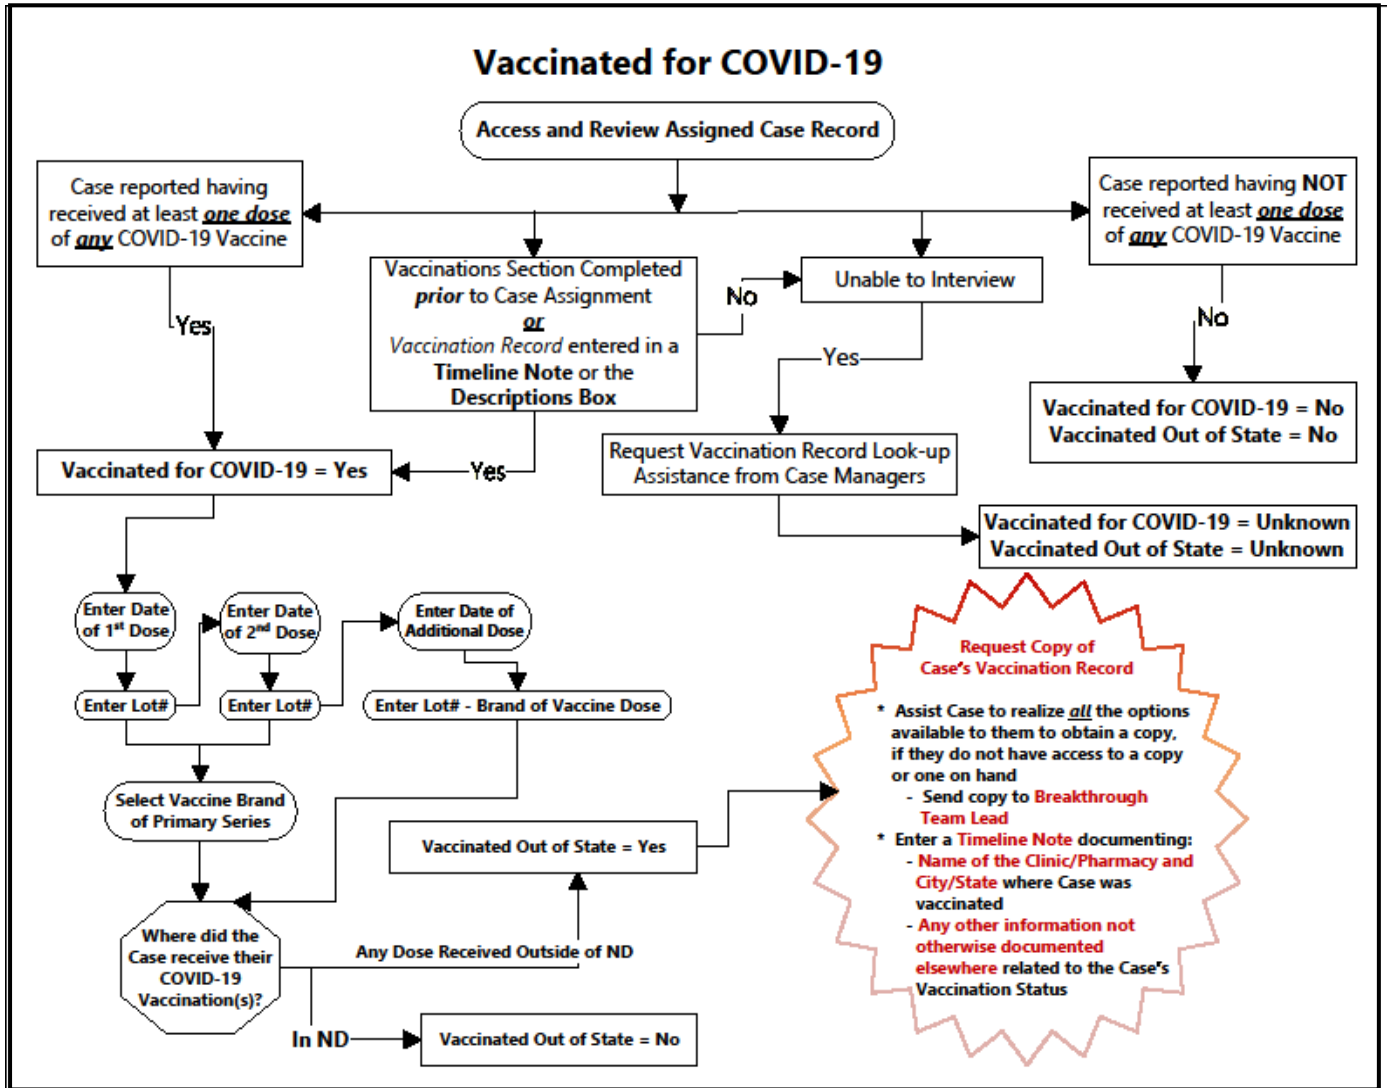 Vaccinated for COVID-19
Access and Review Assigned Case Record
Case reported having
received at least one dose
of any COVID-19 Vaccine
Case reported having NOT
received at least one dose
of any COVID-19 Vaccine
Vaccinations Section Completed
prior to Case Assignment
or
Vaccination Record entered in a
Timeline Note or the
Descriptions Box
No
Unable to Interview
Yes
Yes
No
Vaccinated for COVID-19 = No
Vaccinated Out of State = No
Vaccinated for COVID-19 = Yes
Yes
Request Vaccination Record Look-up
Assistance from Case Managers
Vaccinated for COVID-19 = Unknown
Vaccinated Out of State = Unknown
Enter Date
of 1st Dose
Enter Date
of 2nd Dose
Enter Date of
Additional Dose
Enter Lot#
Enter Lot#
Enter Lot# - Brand of Vaccine Dose
Select Vaccine Brand
of Primary Series
Vaccinated Out of State = Yes
Where did the
Case receive their
COVID-19
Vaccination(s)?
Any Dose Received Outside of ND
In ND
Vaccinated Out of State = No
Request Copy of
Case's Vaccination Record
* Assist Case to realize all the options
available to them to obtain a copy,
if they do not have access to a copy
or one on hand
- Send copy to Breakthrough
Team Lead
* Enter a Timeline Note documenting:
- Name of the Clinic/Pharmacy and
City/State where Case was
vaccinated
- Any other information not
otherwise documented
elsewhere related to the Case's
Vaccination Status